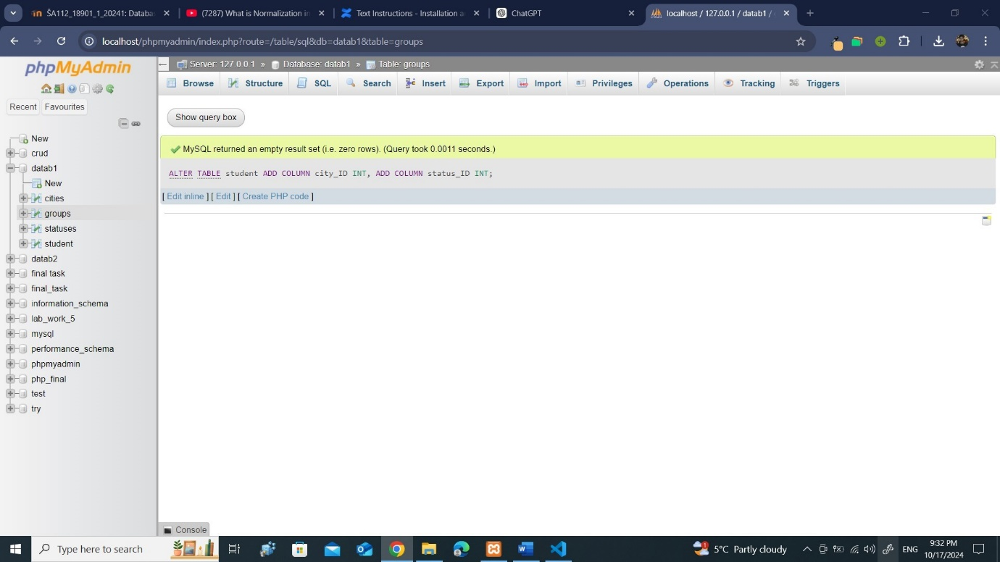 ŠA112_18901_1_20241: Databa
(7287) What is Normalization in
Text Instructions - Installation a
ChatGPT
localhost / 127.0.0.1 / datab1 /
localhost/phpmyadmin/index.php?route=/table/sql&db=datab1&table=groups
phpMyAdmin
Recent Favourites
New
crud
datab1
New
cities
groups
statuses
student
datab2
final task
final_task
information_schema
lab_work_5
mysql
performance_schema
phpmyadmin
php_final
test
try
Server: 127.0.0.1 » Database: datab1 » Table: groups
Browse Structure SQL Search Insert Export Import Privileges Operations Tracking Triggers
Show query box
MySQL returned an empty result set (i.e. zero rows). (Query took 0.0011 seconds.)
ALTER TABLE student ADD COLUMN city_ID INT, ADD COLUMN status_ID INT;
[ Edit inline ] [ Edit ] [ Create PHP code ]
Console
Type here to search
5°C Partly cloudy
ENG
9:32 PM
10/17/2024